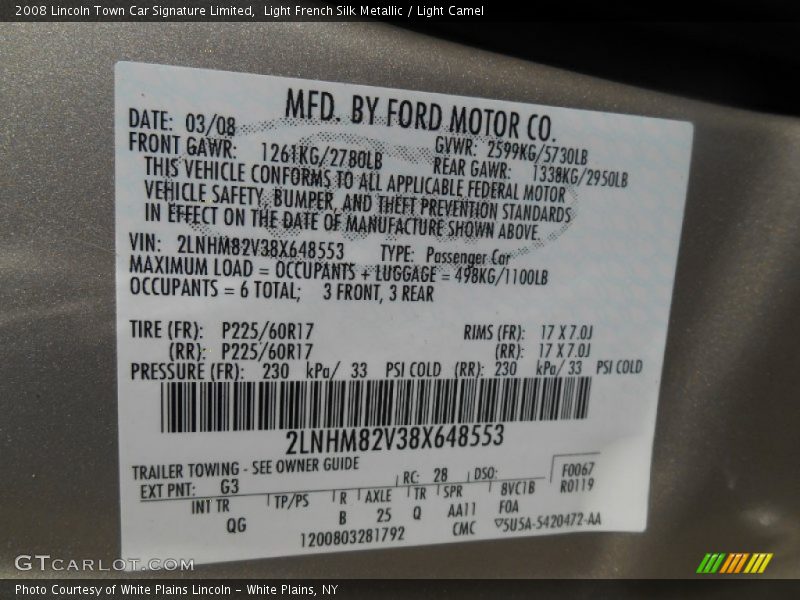 2008 Lincoln Town Car Signature Limited,  Light French Silk Metallic / Light Camel
MFD. BY FORD MOTOR CO.
DATE: 03/08 GVWR: 2599KG/5730LB
FRONT GAWR: 1261KG/2780LB REAR GAWR: 1338KG/2950LB
THIS VEHICLE CONFORMS TO ALL APPLICABLE FEDERAL MOTOR
VEHICLE SAFETY, BUMPER, AND THEFT PREVENTION STANDARDS
IN EFFECT ON THE DATE OF MANUFACTURE SHOWN ABOVE.
VIN: 2LNHM82V38X648553 TYPE: Passenger Car
MAXIMUM LOAD = OCCUPANTS + LUGGAGE = 498KG/1100LB
OCCUPANTS = 6 TOTAL; 3 FRONT, 3 REAR
TIRE (FR): P225/60R17 RIMS (FR): 17 X 7.0J
(RR): P225/60R17 (RR): 17 X 7.0J
PRESSURE (FR): 230 kPa/ 33 PSI COLD (RR): 230 kPa/ 33 PSI COLD
2LNHM82V38X648553
TRAILER TOWING - SEE OWNER GUIDE
EXT PNT: G3 RC: 28 DSO: F0067
INT TR TP/PS R AXLE TR SPR 8VC1B R0119
QG B 25 Q AA11 FOA
1200803281792 CMC ▽5U5A-5420472-AA
GTCARLOT.COM
Photo Courtesy of White Plains Lincoln - White Plains, NY